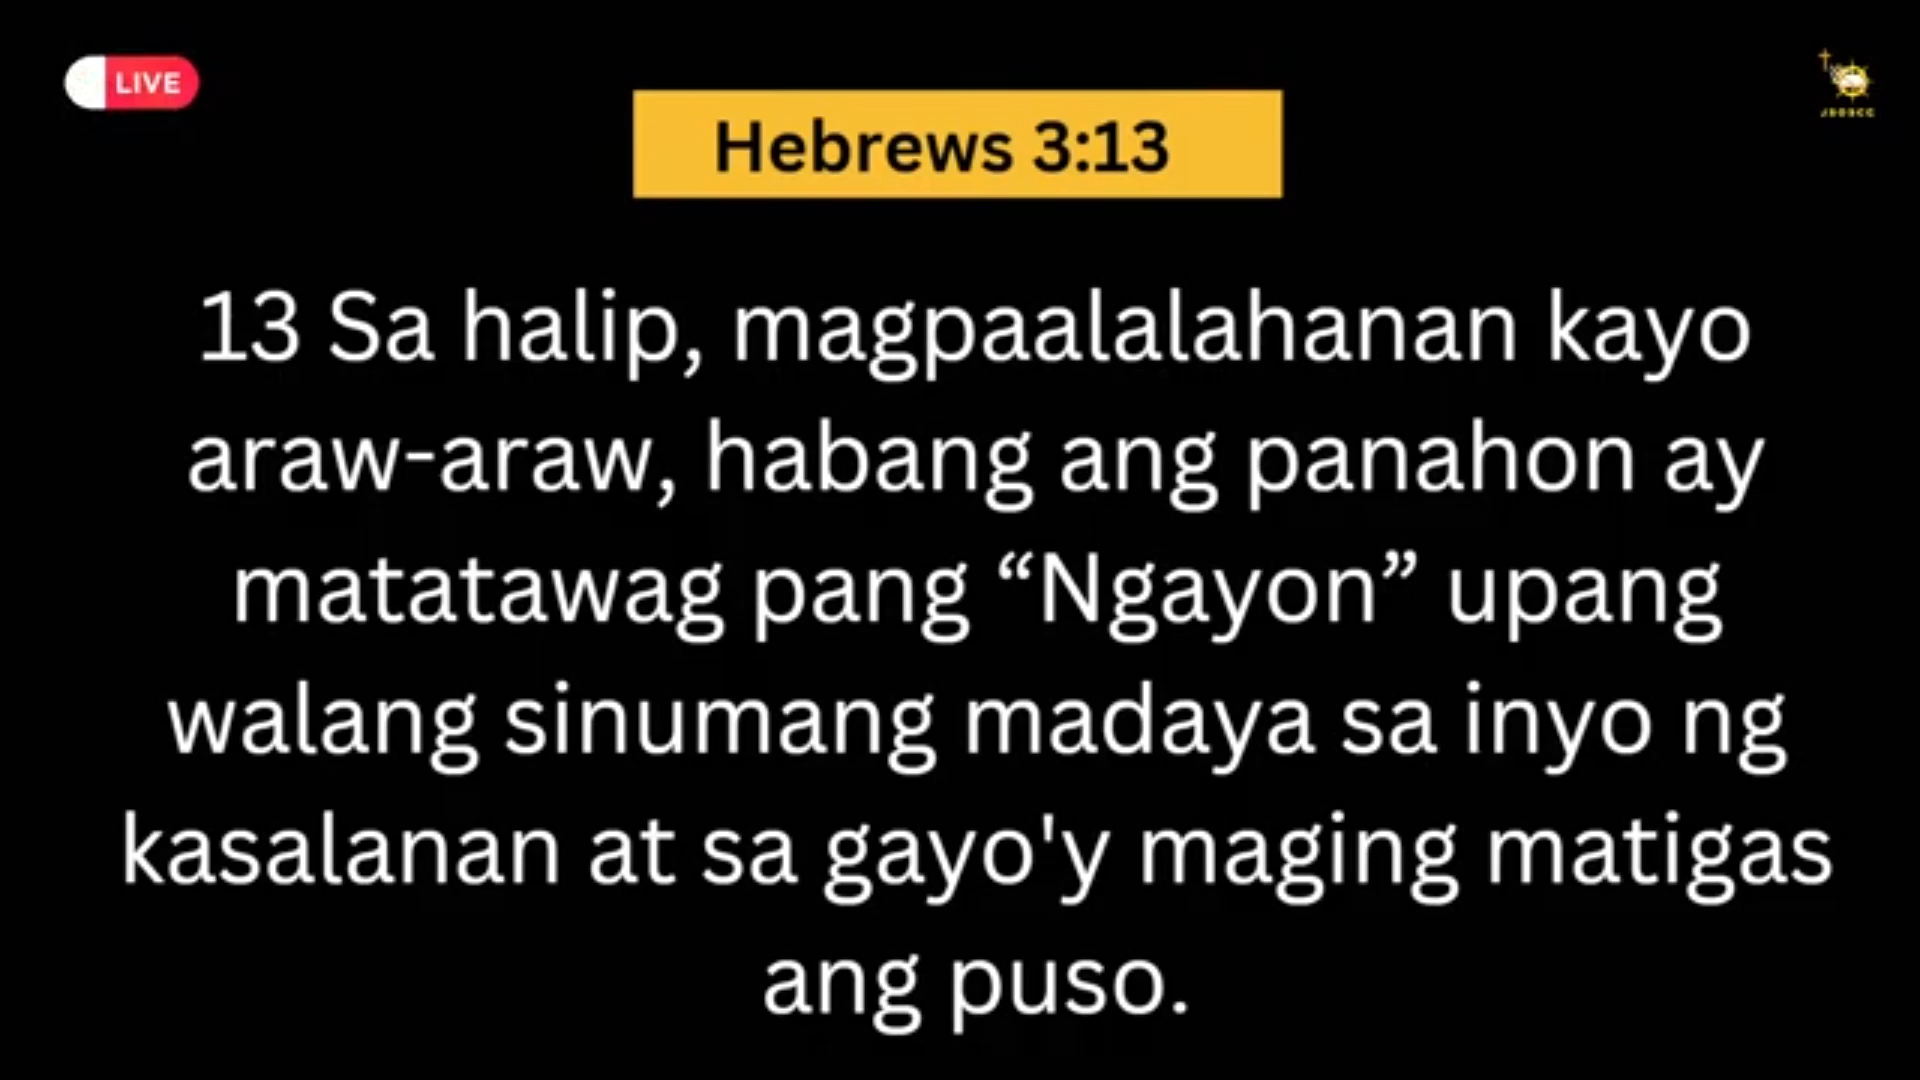 LIVE
Hebrews 3:13
13 Sa halip, magpaalalahanan kayo
araw-araw, habang ang panahon ay
matatawag pang “Ngayon” upang
walang sinumang madaya sa inyo ng
kasalanan at sa gayo'y maging matigas
ang puso.